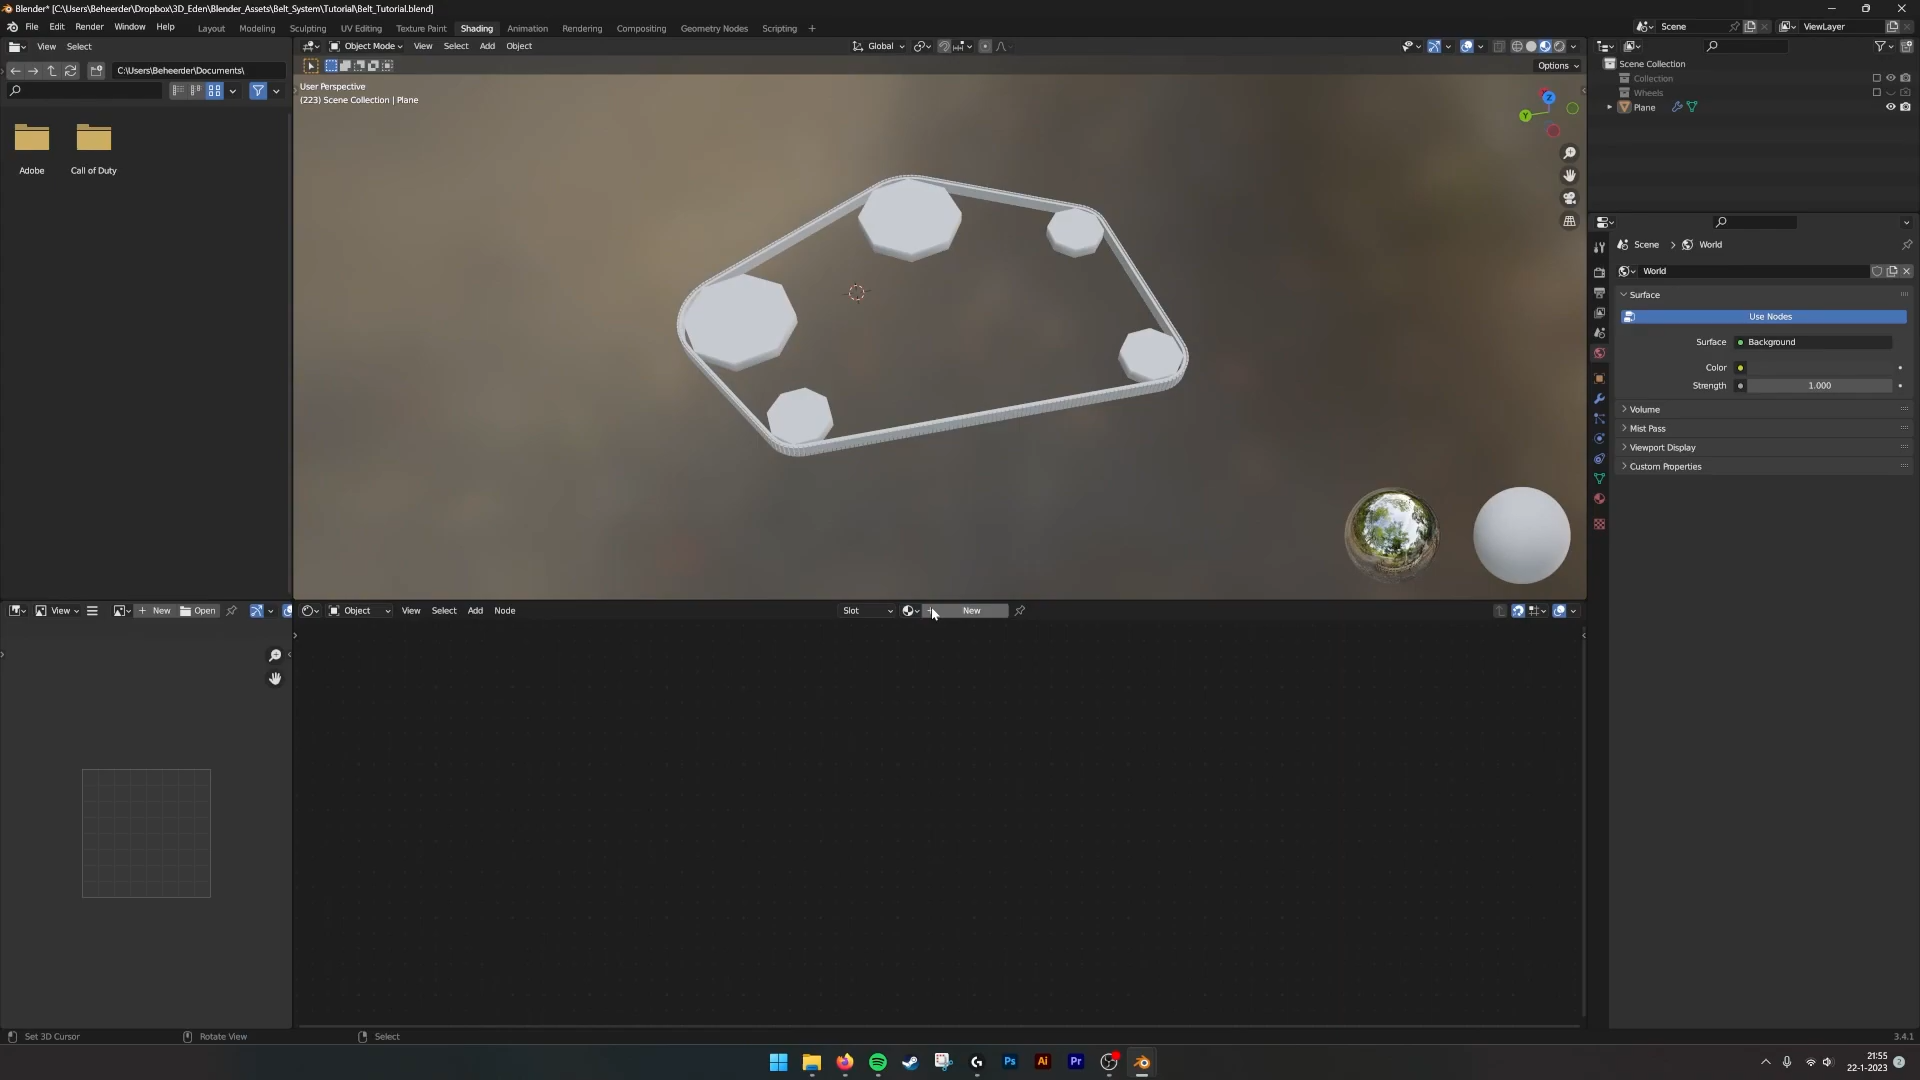 Blender* [C:\Users\Beheerder\Dropbox\3D_Eden\Blender_Assets\Belt_System\Tutorial\Belt_Tutorial.blend]
File Edit Render Window Help
Layout Modeling Sculpting UV Editing Texture Paint Shading Animation Rendering Compositing Geometry Nodes Scripting +
Scene
ViewLayer
View Select
Object Mode View Select Add Object
Global
C:\Users\Beheerder\Documents\
Options
Adobe
Call of Duty
User Perspective
(223) Scene Collection | Plane
Z
Y
Scene Collection
Collection
Wheels
Plane
Scene > World
World
Surface
Use Nodes
Surface Background
Color
Strength 1.000
Volume
Mist Pass
Viewport Display
Custom Properties
View New Open
Object View Select Add Node
Slot New
Set 3D Cursor
Rotate View
Select
3.4.1
Ps
Ai
Pr
21:55
22-1-2023
2